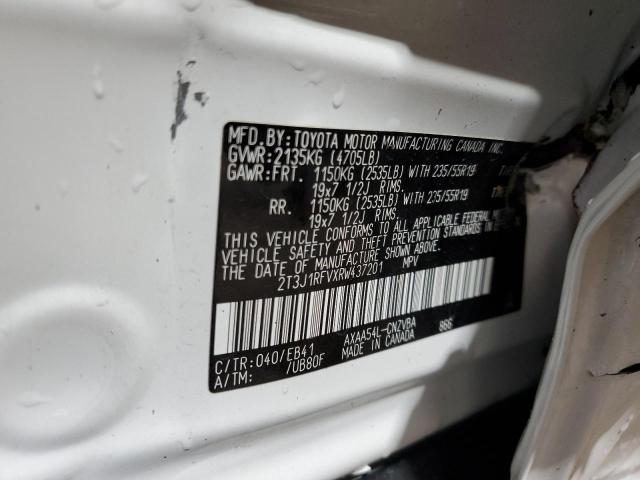 MFD.BY:TOYOTA MOTOR MANUFACTURING CANADA INC.
GVWR:2135KG (4705LB)
GAWR:FRT. 1150KG (2535LB) WITH 235/55R19
19x7 1/2J RIMS.
RR. 1150KG (2535LB) WITH 235/55R19
19x7 1/2J RIMS.
THIS VEHICLE CONFORMS TO ALL APPLICABLE FEDERAL MOTOR
VEHICLE SAFETY AND THEFT PREVENTION STANDARDS IN
EFFECT ON THE DATE OF MANUFACTURE SHOWN ABOVE.
2T3J1RFVXRW437201 MPV
C/TR:040/EB41 AXAA54L-CNZVBA 866
A/TM: /UB80F MADE IN CANADA